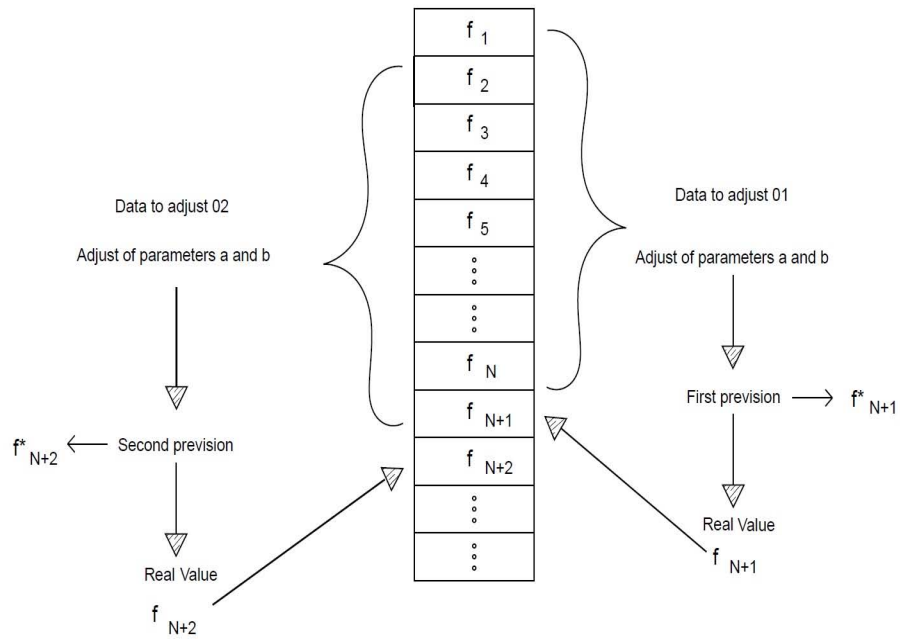 f 1
f 2
f 3
f 4
f 5
f N
f N+1
f N+2
Data to adjust 02
Adjust of parameters a and b
Second prevision
f* N+2
Real Value
f N+2
Data to adjust 01
Adjust of parameters a and b
First prevision
f* N+1
Real Value
f N+1